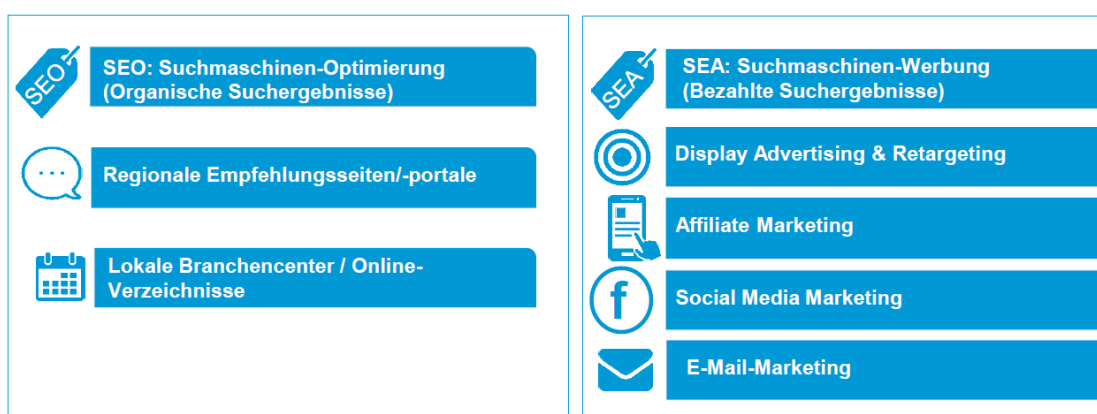 SEO
SEO: Suchmaschinen-Optimierung
(Organische Suchergebnisse)
Regionale Empfehlungsseiten/-portale
Lokale Branchencenter / Online-
Verzeichnisse
SEA
SEA: Suchmaschinen-Werbung
(Bezahlte Suchergebnisse)
Display Advertising & Retargeting
Affiliate Marketing
f
Social Media Marketing
E-Mail-Marketing